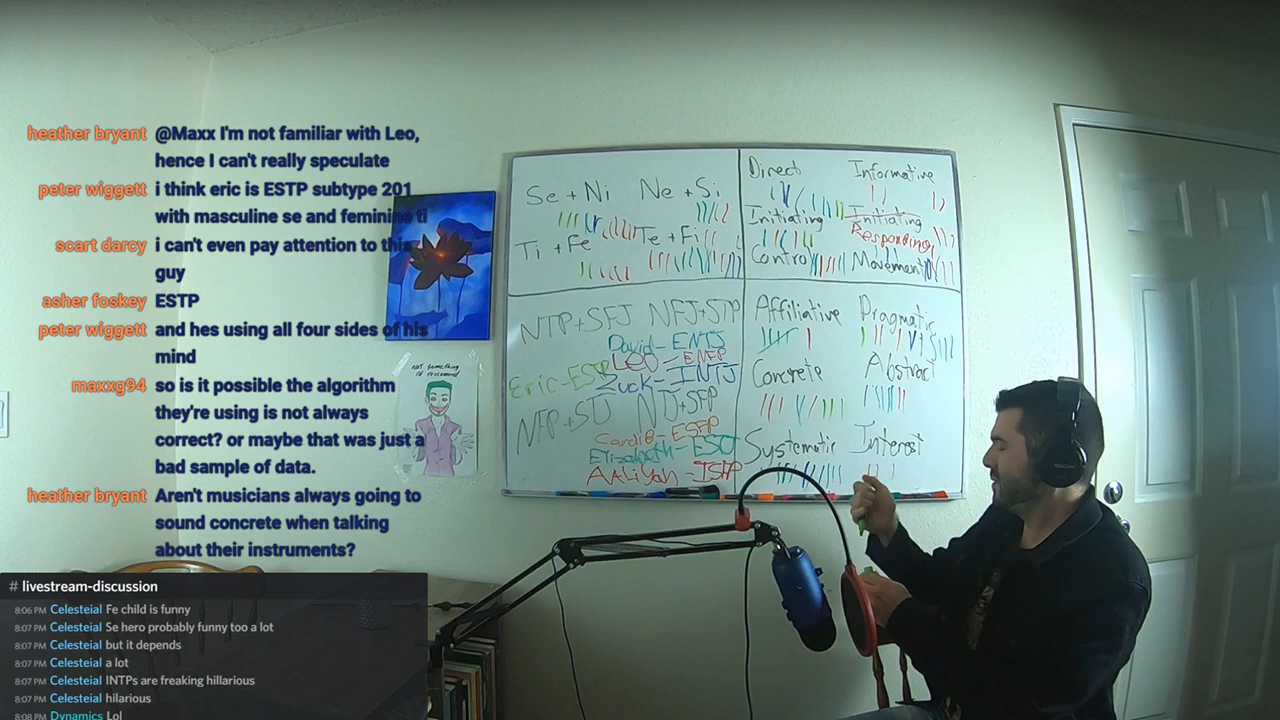 heather bryant @Maxx I'm not familiar with Leo,
hence I can't really speculate
peter wiggett i think eric is ESTP subtype 201
with masculine se and feminine ti
scart darcy i can't even pay attention to this
guy
asher foskey ESTP
peter wiggett and hes using all four sides of his
mind
maxxg94 so is it possible the algorithm
they're using is not always
correct? or maybe that was just a
bad sample of data.
heather bryant Aren't musicians always going to
sound concrete when talking
about their instruments?
# livestream-discussion
8:06 PM Celesteial Fe child is funny
8:07 PM Celesteial Se hero probably funny too a lot
8:07 PM Celesteial but it depends
8:07 PM Celesteial a lot
8:07 PM Celesteial INTPs are freaking hillarious
8:07 PM Celesteial hilarious
8:08 PM Dynamics Lol
NOT something
Se + Ni Ne + Si
Ti + Fe Te + Fi
NTP+SFJ NFJ+STP
David-ENTJ
Leo-ENFP
Eric-ESTP
Zuck-INTJ
NFP+STJ NTJ+SFP
Cardi B-ESFP
Elizabeth-ESTJ
Aaliyah-ISFP
Direct Informative
Initiating Initiating
Responding
Control Movement
Affiliative Pragmatic
Concrete Abstract
Systematic Interest